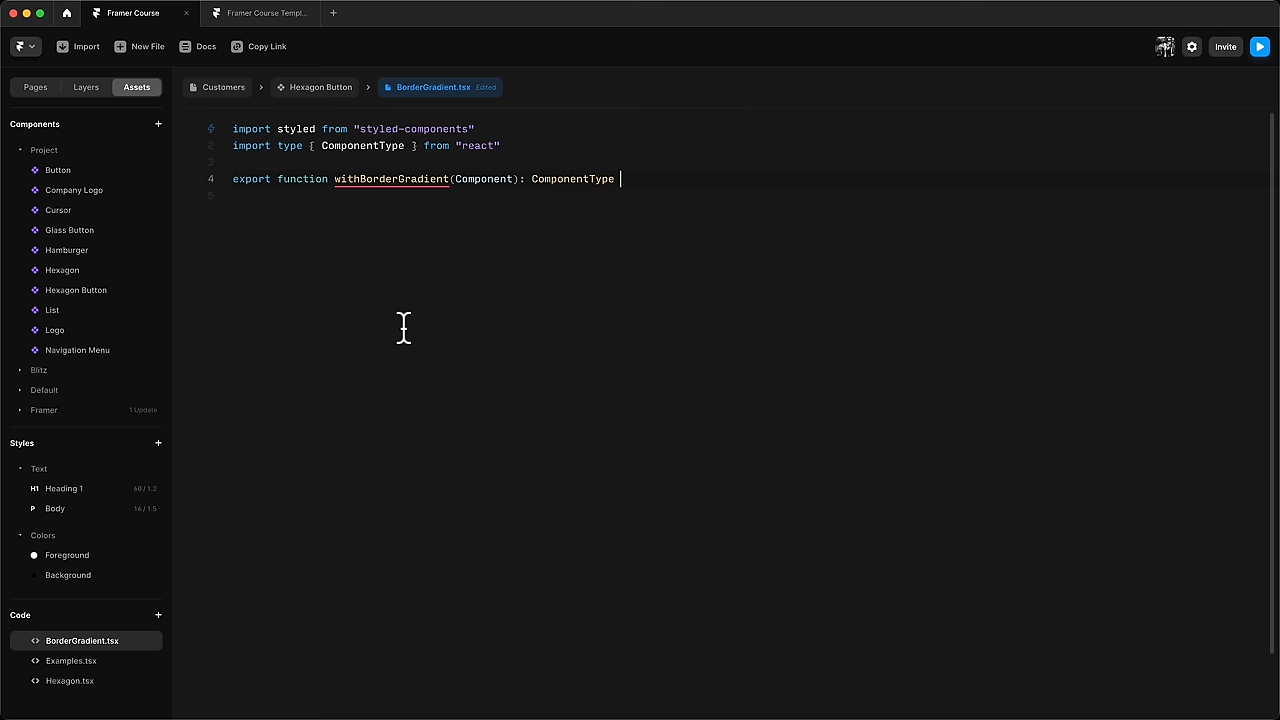 Framer Course
Framer Course Templ...
Import
New File
Docs
Copy Link
Invite
Pages
Layers
Assets
Customers
Hexagon Button
BorderGradient.tsx Edited
Components
Project
Button
Company Logo
Cursor
Glass Button
Hamburger
Hexagon
Hexagon Button
List
Logo
Navigation Menu
Blitz
Default
Framer 1 Update
Styles
Text
H1 Heading 1 60 / 1.2
P Body 16 / 1.5
Colors
Foreground
Background
Code
BorderGradient.tsx
Examples.tsx
Hexagon.tsx
import styled from "styled-components"
2 import type { ComponentType } from "react"
3
4 export function withBorderGradient(Component): ComponentType
5